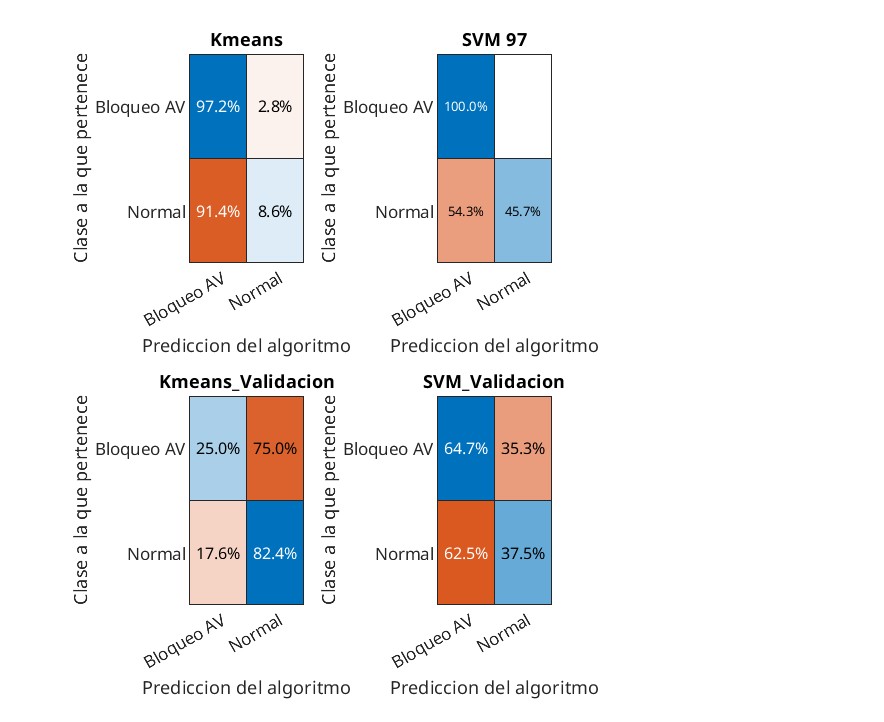 Kmeans
Clase a la que pertenece
Bloqueo AV
97.2%
2.8%
Normal
91.4%
8.6%
Bloqueo AV
Normal
Prediccion del algoritmo
SVM 97
Clase a la que pertenece
Bloqueo AV
100.0%
Normal
54.3%
45.7%
Bloqueo AV
Normal
Prediccion del algoritmo
Kmeans_Validacion
Clase a la que pertenece
Bloqueo AV
25.0%
75.0%
Normal
17.6%
82.4%
Bloqueo AV
Normal
Prediccion del algoritmo
SVM_Validacion
Clase a la que pertenece
Bloqueo AV
64.7%
35.3%
Normal
62.5%
37.5%
Bloqueo AV
Normal
Prediccion del algoritmo